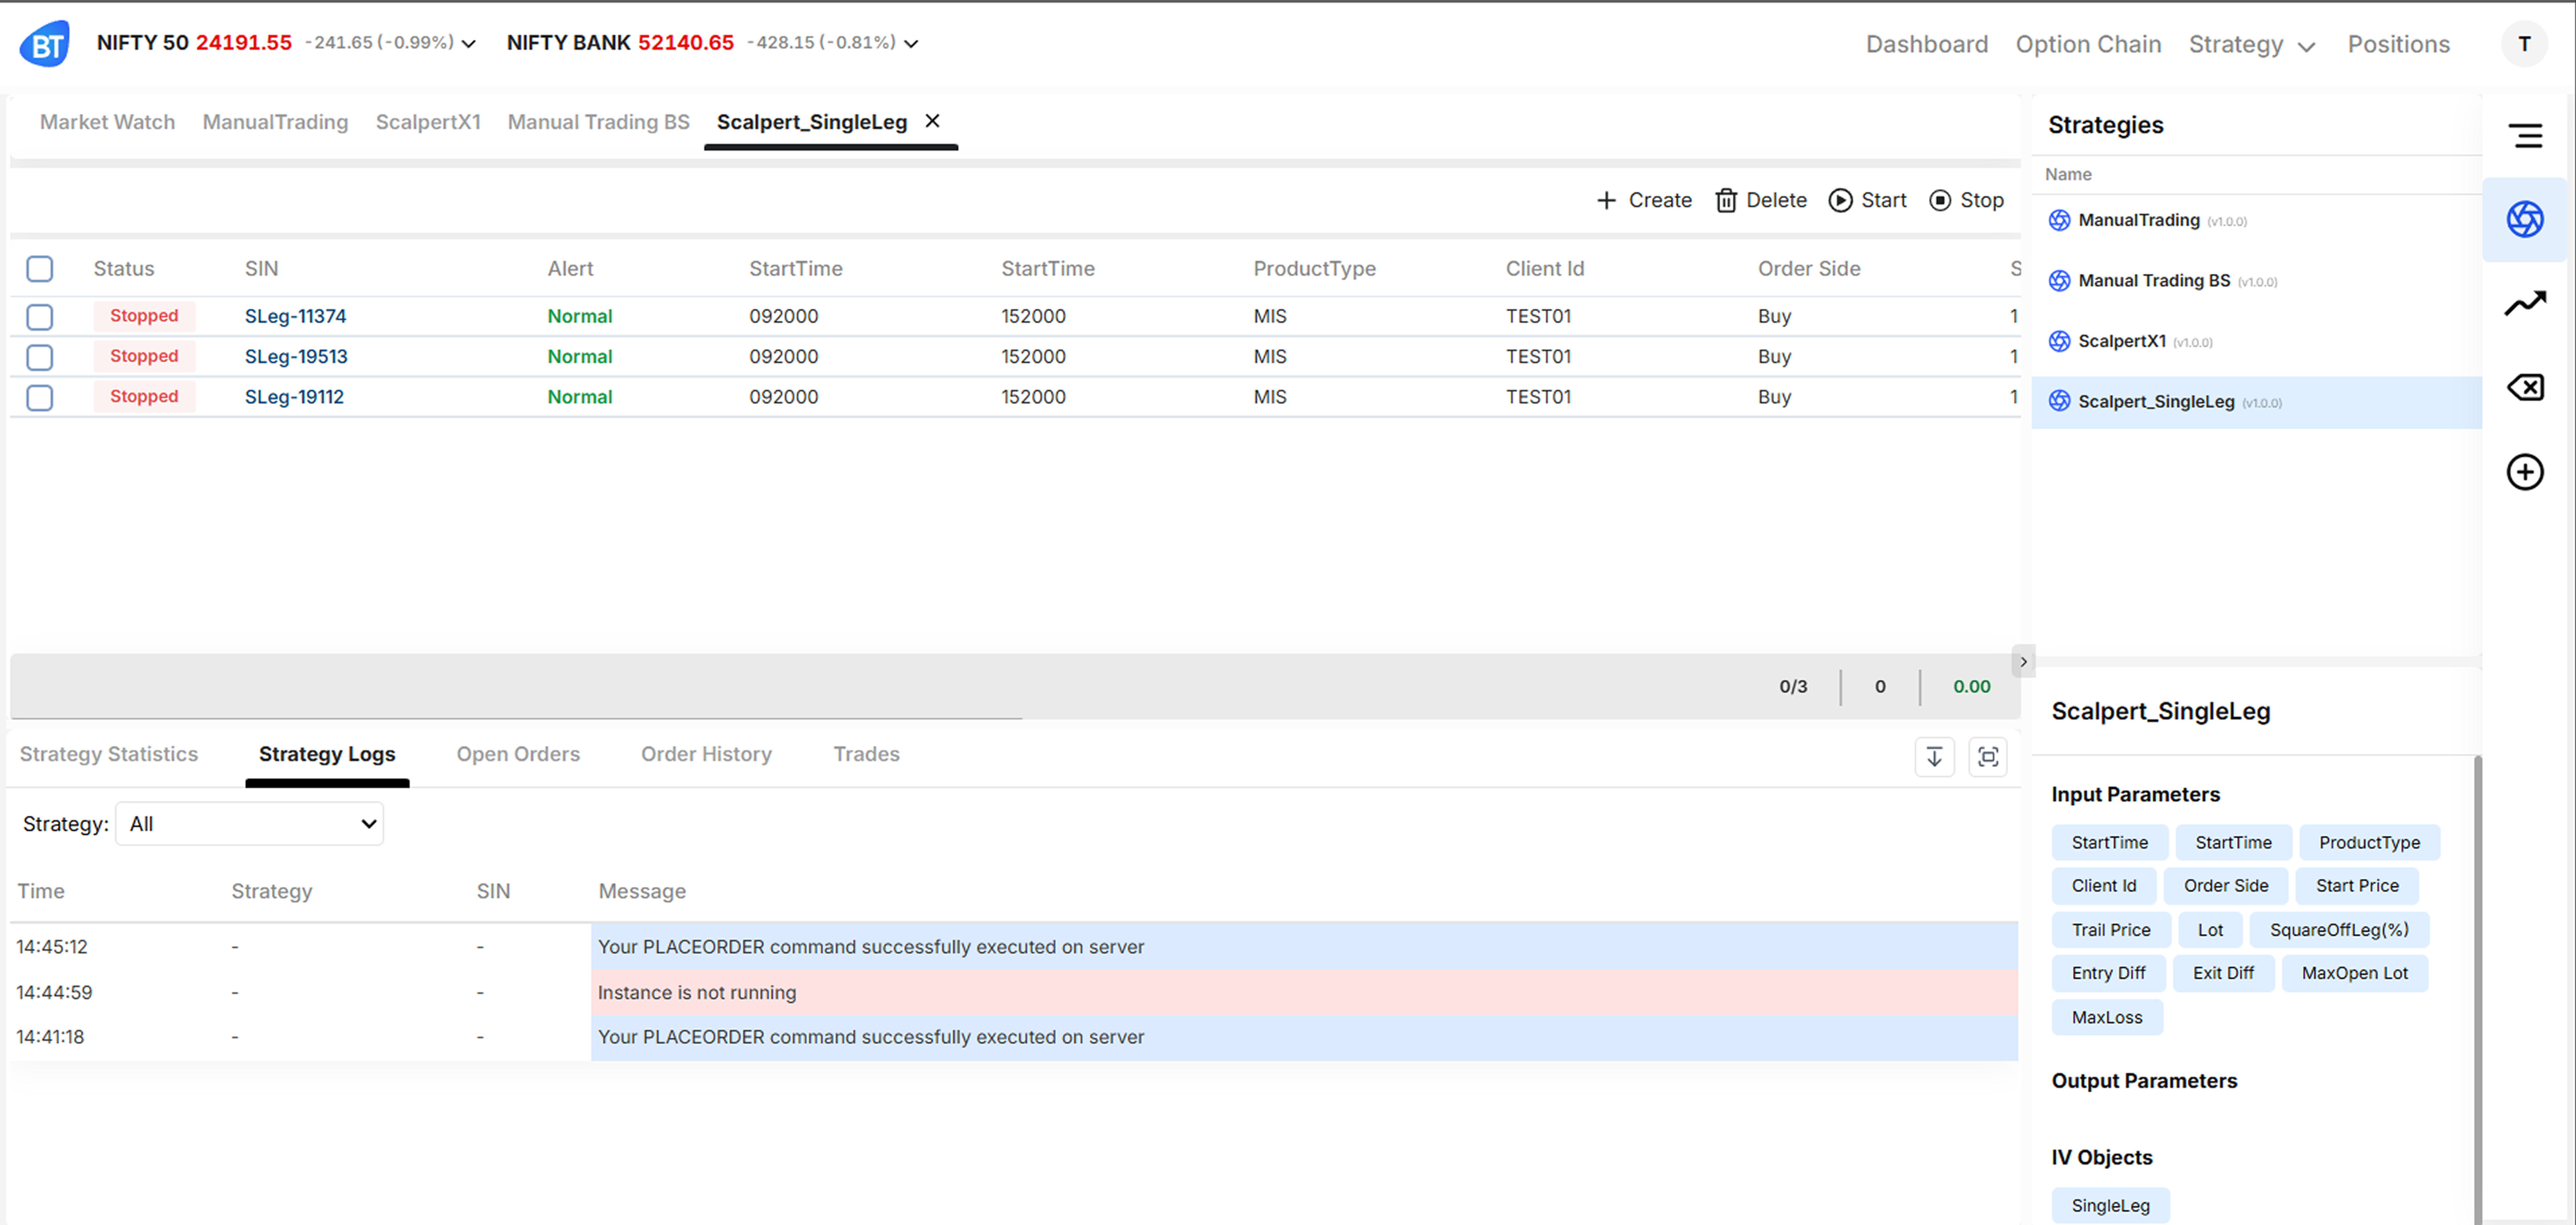 BT NIFTY 50 24191.55 -241.65 (-0.99%) NIFTY BANK 52140.65 -428.15 (-0.81%) Dashboard Option Chain Strategy Positions T
Market Watch ManualTrading ScalpertX1 Manual Trading BS Scalpert_SingleLeg
Create Delete Start Stop
Status SIN Alert StartTime StartTime ProductType Client Id Order Side S
Stopped SLeg-11374 Normal 092000 152000 MIS TEST01 Buy 1
Stopped SLeg-19513 Normal 092000 152000 MIS TEST01 Buy 1
Stopped SLeg-19112 Normal 092000 152000 MIS TEST01 Buy 1
0/3 0 0.00
Strategy Statistics Strategy Logs Open Orders Order History Trades
Strategy: All
Time Strategy SIN Message
14:45:12 - - Your PLACEORDER command successfully executed on server
14:44:59 - - Instance is not running
14:41:18 - - Your PLACEORDER command successfully executed on server
Strategies
Name
ManualTrading (v1.0.0)
Manual Trading BS (v1.0.0)
ScalpertX1 (v1.0.0)
Scalpert_SingleLeg (v1.0.0)
Scalpert_SingleLeg
Input Parameters
StartTime StartTime ProductType
Client Id Order Side Start Price
Trail Price Lot SquareOffLeg(%)
Entry Diff Exit Diff MaxOpen Lot
MaxLoss
Output Parameters
IV Objects
SingleLeg